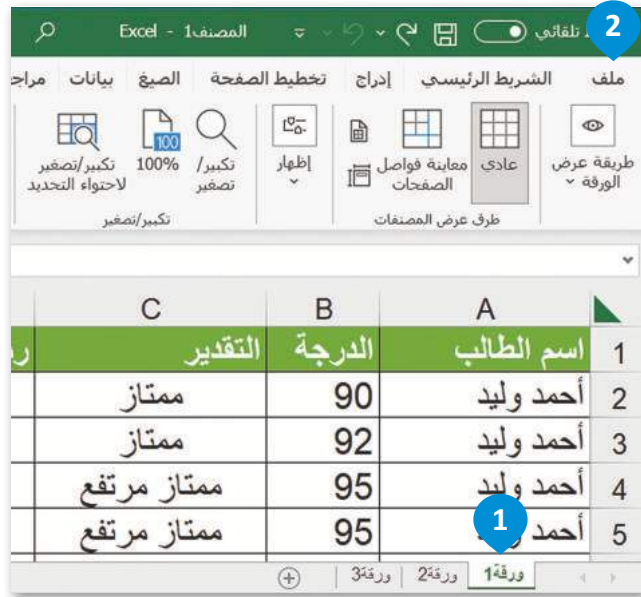 تلقائي المصنف1 - Excel
2
ملف الشريط الرئيسي إدراج تخطيط الصفحة الصيغ بيانات
طريقة عرض الورقة
عادي
معاينة فواصل الصفحات
طرق عرض المصنفات
إظهار
تكبير/تصغير
100%
100
تكبير/تصغير لاحتواء التحديد
تكبير/تصغير
A B C
1 اسم الطالب الدرجة التقدير
2 أحمد وليد 90 ممتاز
3 أحمد وليد 92 ممتاز
4 أحمد وليد 95 ممتاز مرتفع
5 أحمد 95 ممتاز مرتفع
1
ورقة1 ورقة2 ورقة3